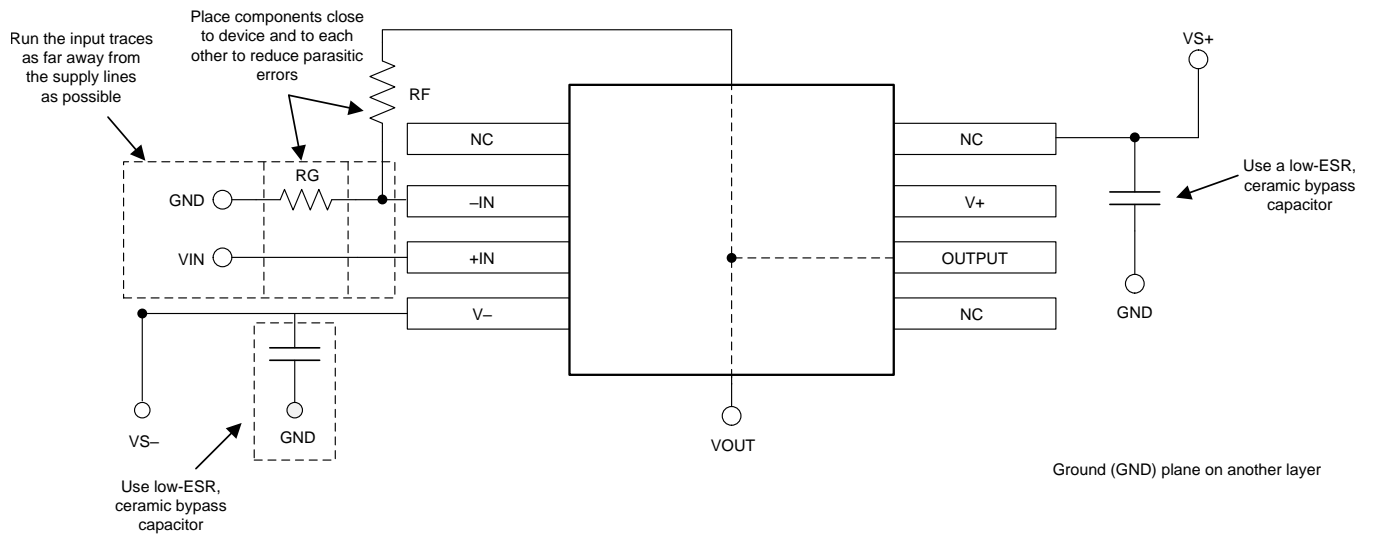 Run the input traces
as far away from
the supply lines
as possible
Place components close
to device and to each
other to reduce parasitic
errors
RF
RG
GND
VIN
NC
–IN
+IN
V–
NC
V+
OUTPUT
NC
VS+
Use a low-ESR,
ceramic bypass
capacitor
GND
VS–
GND
Use low-ESR,
ceramic bypass
capacitor
VOUT
Ground (GND) plane on another layer